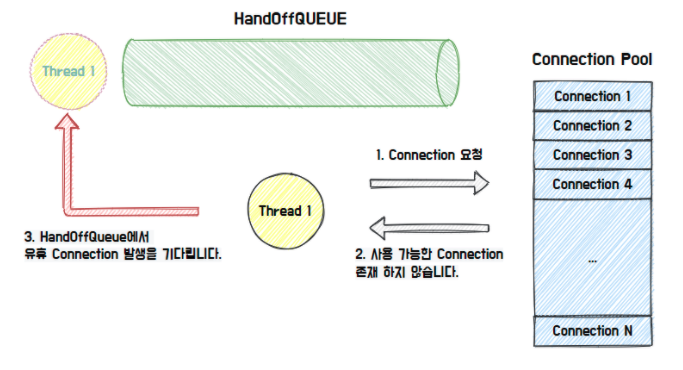 HandOffQUEUE
Thread 1
Connection Pool
Connection 1
Connection 2
Connection 3
Connection 4
...
Connection N
1. Connection 요청
Thread 1
2. 사용 가능한 Connection
존재 하지 않습니다.
3. HandOffQueue에서
유휴 Connection 발생을 기다립니다.